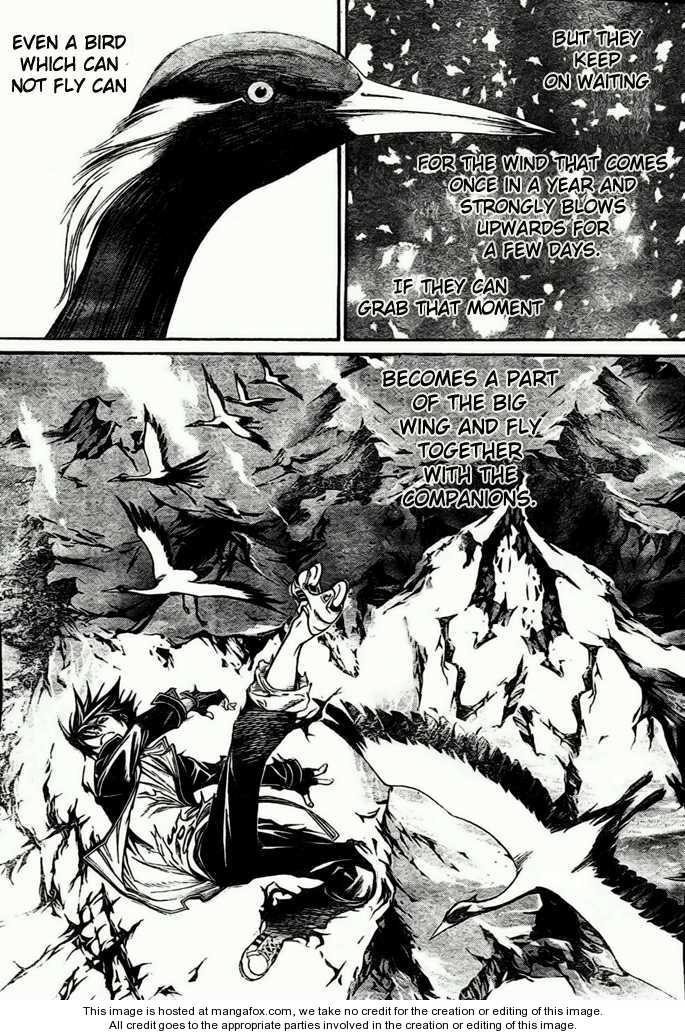 EVEN A BIRD
WHICH CAN
NOT FLY CAN
BUT THEY
KEEP
ON WAITING
FOR THE WIND THAT COMES
ONCE IN A YEAR AND
STRONGLY BLOWS
UPWARDS FOR
A FEW DAYS.
IF THEY CAN
GRAB THAT MOMENT
BECOMES A PART
OF THE BIG
WING AND FLY
TOGETHER
WITH THE
COMPANIONS.
This image is hosted at mangafox.com, we take no credit for the creation or editing of this image.
All credit goes to the appropriate parties involved in the creation or editing of this image.